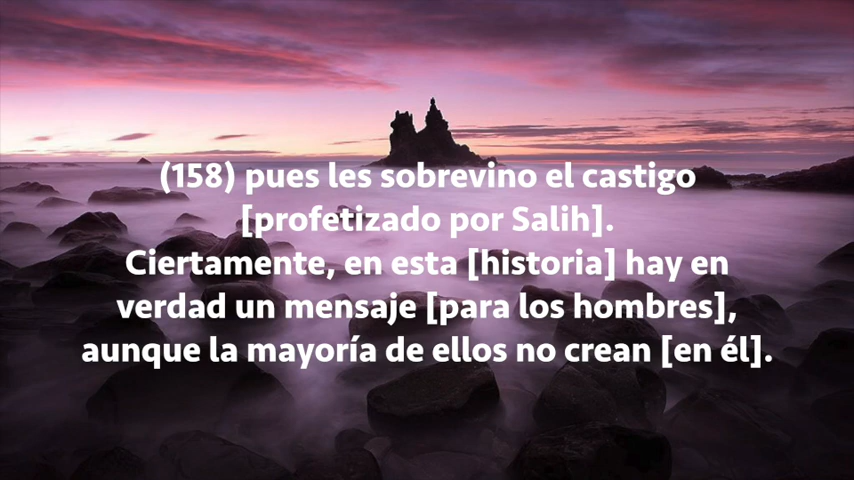 (158) pues les sobrevino el castigo
[profetizado por Salih].
Ciertamente, en esta [historia] hay en
verdad un mensaje [para los hombres],
aunque la mayoría de ellos no crean [en él].